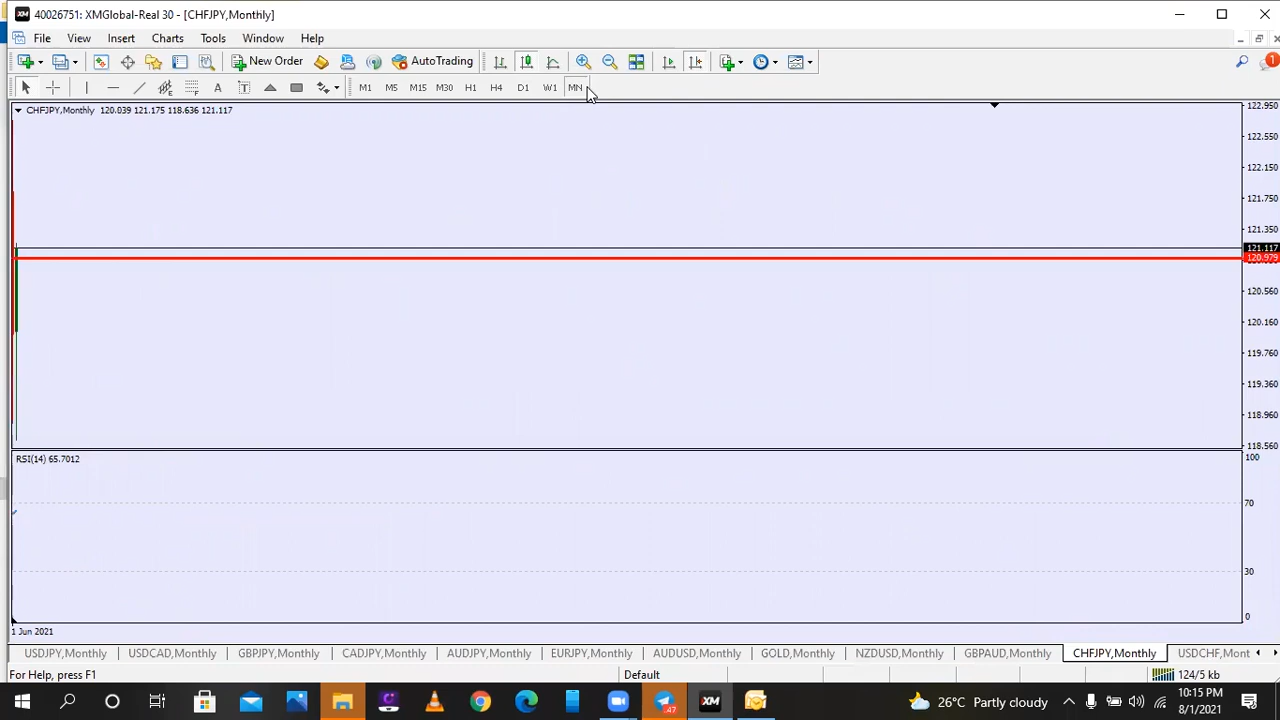 XM 40026751: XMGlobal-Real 30 - [CHFJPY,Monthly]
File View Insert Charts Tools Window Help
New Order AutoTrading 1
A T M1 M5 M15 M30 H1 H4 D1 W1 MN
CHFJPY,Monthly 120.039 121.175 118.636 121.117
122.950
122.550
122.150
121.750
121.350
121.117
120.979
120.560
120.160
119.760
119.360
118.960
118.560
RSI(14) 65.7012
100
70
30
0
1 Jun 2021
USDJPY,Monthly USDCAD,Monthly GBPJPY,Monthly CADJPY,Monthly AUDJPY,Monthly EURJPY,Monthly AUDUSD,Monthly GOLD,Monthly NZDUSD,Monthly GBPAUD,Monthly CHFJPY,Monthly USDCHF,Mont
For Help, press F1 Default 124/5 kb
47 XM 26°C Partly cloudy 10:15 PM
8/1/2021